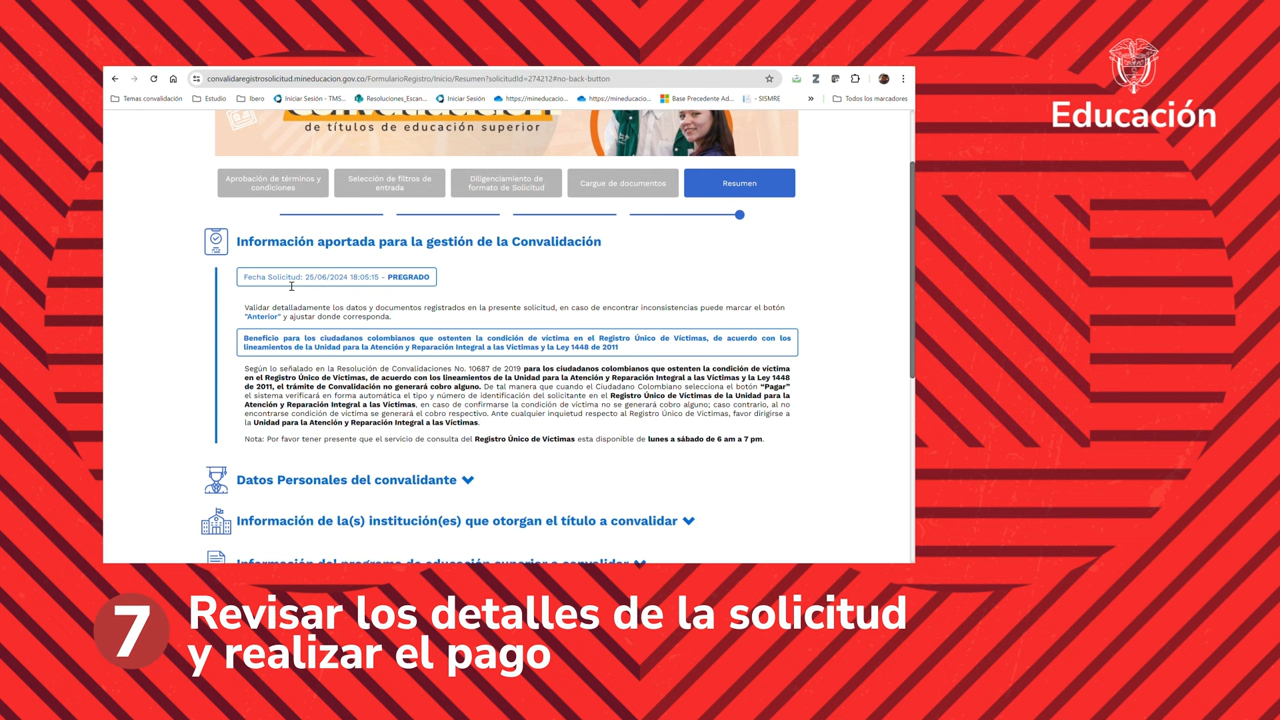 Educación
convalidaregistrosolicitud.mineducacion.gov.co/FormularioRegistro/Inicio/Resumen?solicitudId=274212#no-back-button
Temas convalidación
Estudio
Ibero
Iniciar Sesión - TMS...
Resoluciones_Escan...
Iniciar Sesión
https://mineducacio...
https://mineducacio...
Base Precedente Ad...
- SISMRE
»
Todos los marcadores
de títulos de educación superior
Aprobación de términos y
condiciones
Selección de filtros de
entrada
Diligenciamiento de
formato de Solicitud
Cargue de documentos
Resumen
Información aportada para la gestión de la Convalidación
Fecha Solicitud: 25/06/2024 18:05:15 - PREGRADO
Validar detalladamente los datos y documentos registrados en la presente solicitud, en caso de encontrar inconsistencias puede marcar el botón
"Anterior" y ajustar donde corresponda.
Beneficio para los ciudadanos colombianos que ostenten la condición de víctima en el Registro Único de Víctimas, de acuerdo con los
lineamientos de la Unidad para la Atención y Reparación Integral a las Víctimas y la Ley 1448 de 2011
Según lo señalado en la Resolución de Convalidaciones No. 10687 de 2019 para los ciudadanos colombianos que ostenten la condición de víctima
en el Registro Único de Víctimas, de acuerdo con los lineamientos de la Unidad para la Atención y Reparación Integral a las Víctimas y la Ley 1448
de 2011, el trámite de Convalidación no generará cobro alguno. De tal manera que cuando el Ciudadano Colombiano selecciona el botón “Pagar”
el sistema verificará en forma automática el tipo y número de identificación del solicitante en el Registro Único de Víctimas de la Unidad para la
Atención y Reparación Integral a las Víctimas, en caso de confirmarse la condición de víctima no se generará cobro alguno; caso contrario, al no
encontrarse condición de víctima se generará el cobro respectivo. Ante cualquier inquietud respecto al Registro Único de Víctimas, favor dirigirse a
la Unidad para la Atención y Reparación Integral a las Víctimas.
Nota: Por favor tener presente que el servicio de consulta del Registro Único de Víctimas esta disponible de lunes a sábado de 6 am a 7 pm.
Datos Personales del convalidante
Información de la(s) institución(es) que otorgan el título a convalidar
Información del programa de educación superior a convalidar
7
Revisar los detalles de la solicitud
y realizar el pago